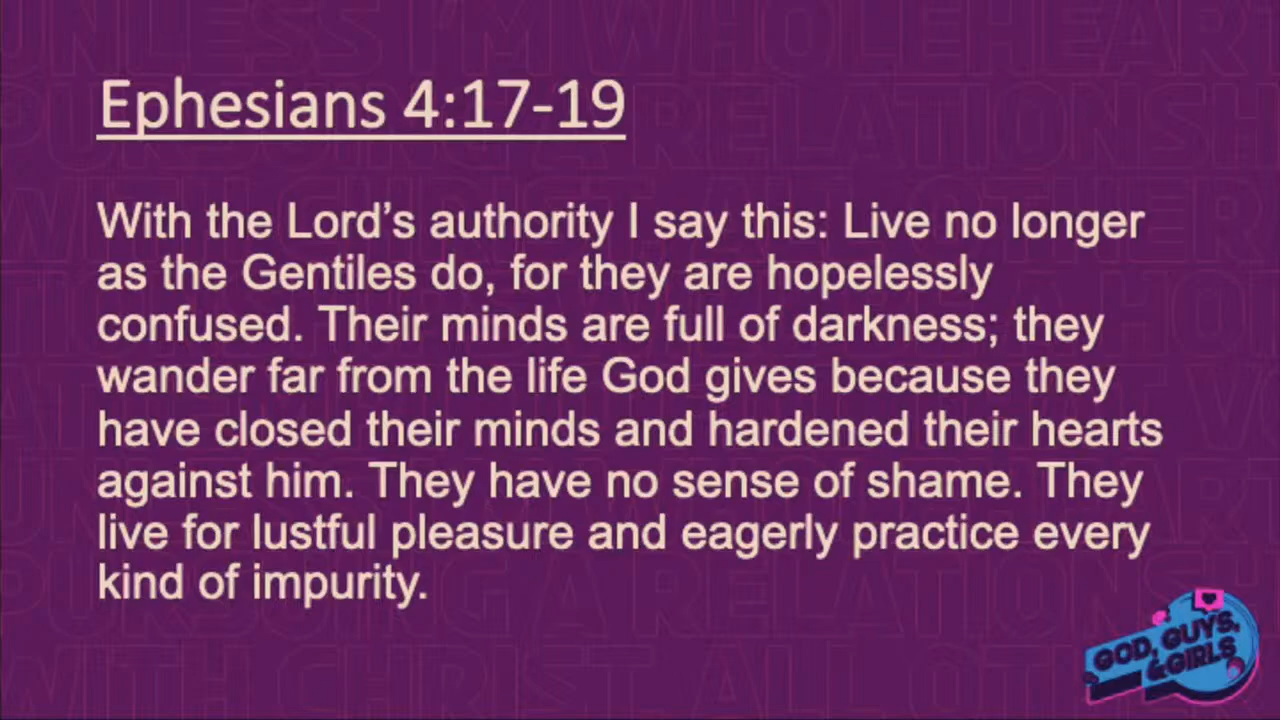 Ephesians 4:17-19
With the Lord’s authority I say this: Live no longer
as the Gentiles do, for they are hopelessly
confused. Their minds are full of darkness; they
wander far from the life God gives because they
have closed their minds and hardened their hearts
against him. They have no sense of shame. They
live for lustful pleasure and eagerly practice every
kind of impurity.
GOD, GUYS,
& GIRLS